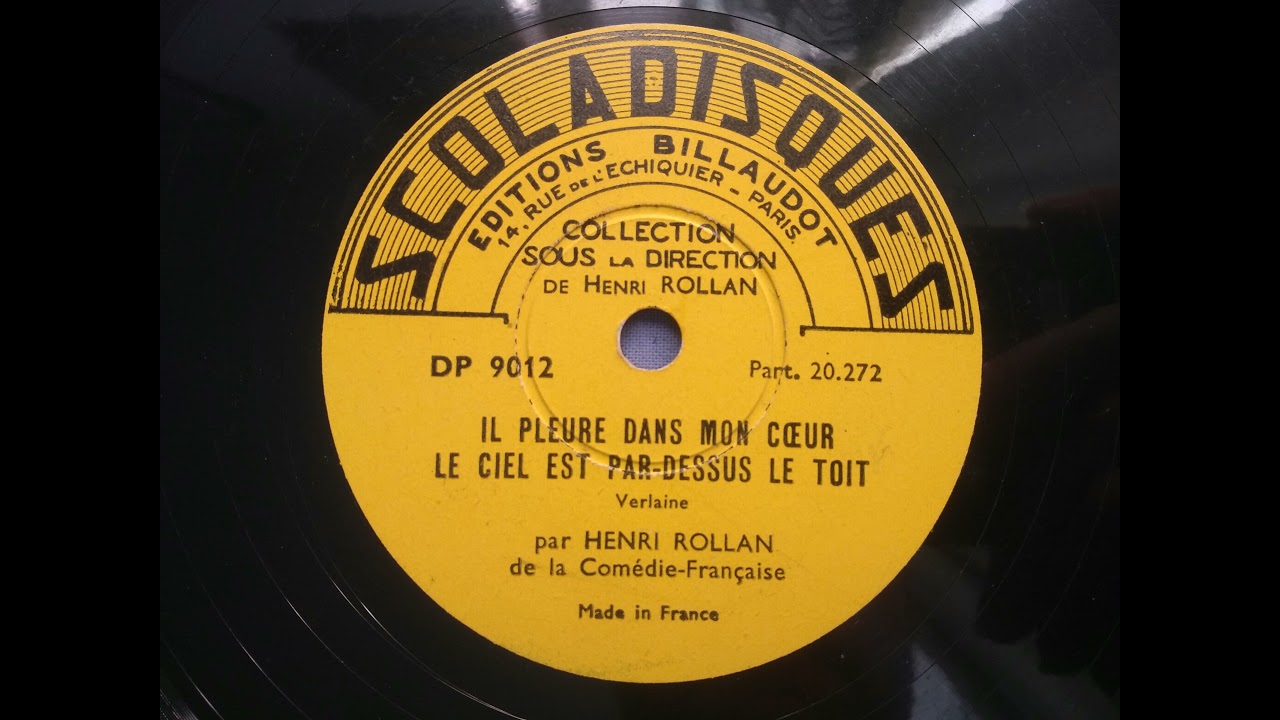 SCOLADISQUES
EDITIONS BILLAUDOT
14, RUE DE L'ECHIQUIER - PARIS.
COLLECTION
SOUS LA DIRECTION
DE HENRI ROLLAN
DP 9012 Part. 20.272
IL PLEURE DANS MON CŒUR
LE CIEL EST PAR-DESSUS LE TOIT
Verlaine
par HENRI ROLLAN
de la Comédie-Française
Made in France